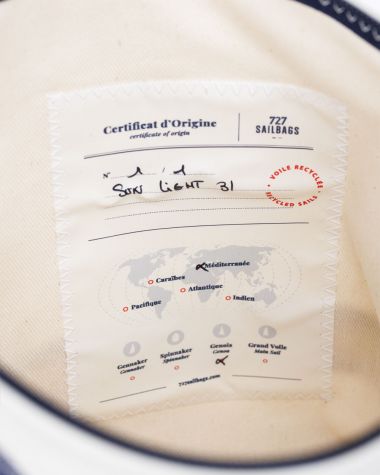 Certificat d'Origine
certificate of origin
727
SAILBAGS
N° 1 / 1
SUN LIGHT 31
VOILE RECYCLÉE
RECYCLED SAILS
Méditerranée
Caraïbes
Atlantique
Pacifique
Indien
Gennaker
Gennaker
Spinnaker
Spinnaker
Genois
Genoa
Grand Voile
Main Sail
727sailbags.com